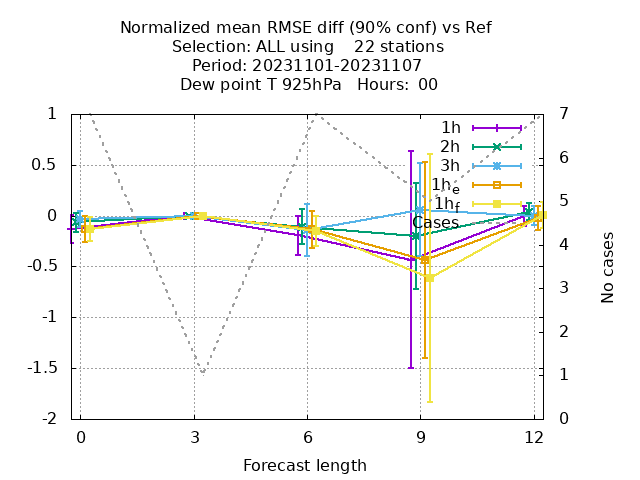 Normalized mean RMSE diff (90% conf) vs Ref
Selection: ALL using    22 stations
Period: 20231101-20231107
Dew point T 925hPa   Hours:  00
1
0.5
0
-0.5
-1
-1.5
-2
7
6
5
4
3
2
1
0
1h
2h
3h
1he
1hf
Cases
No cases
0 3 6 9 12
Forecast length